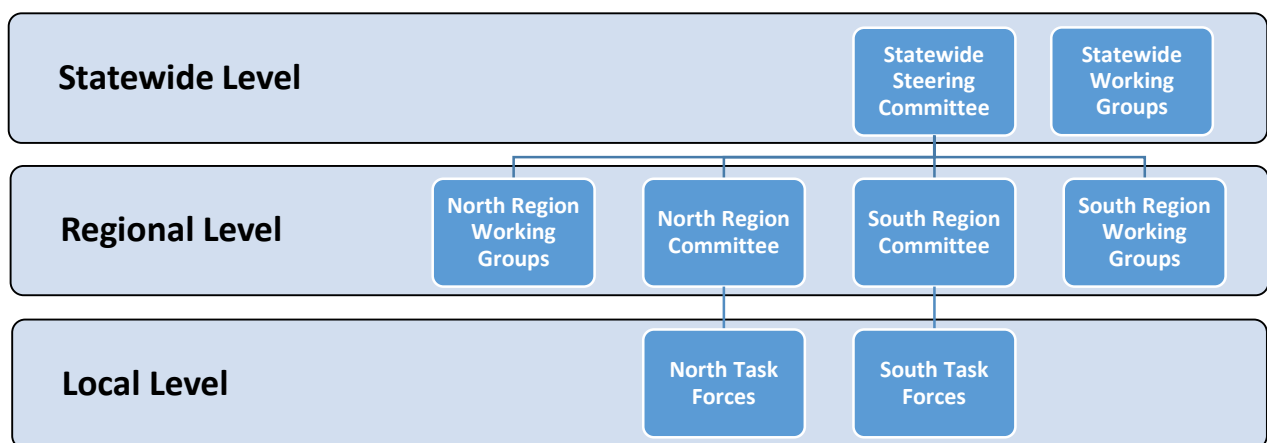 Statewide Level
Statewide
Steering
Committee
Statewide
Working
Groups
Regional Level
North Region
Working
Groups
North Region
Committee
South Region
Committee
South Region
Working
Groups
Local Level
North Task
Forces
South Task
Forces